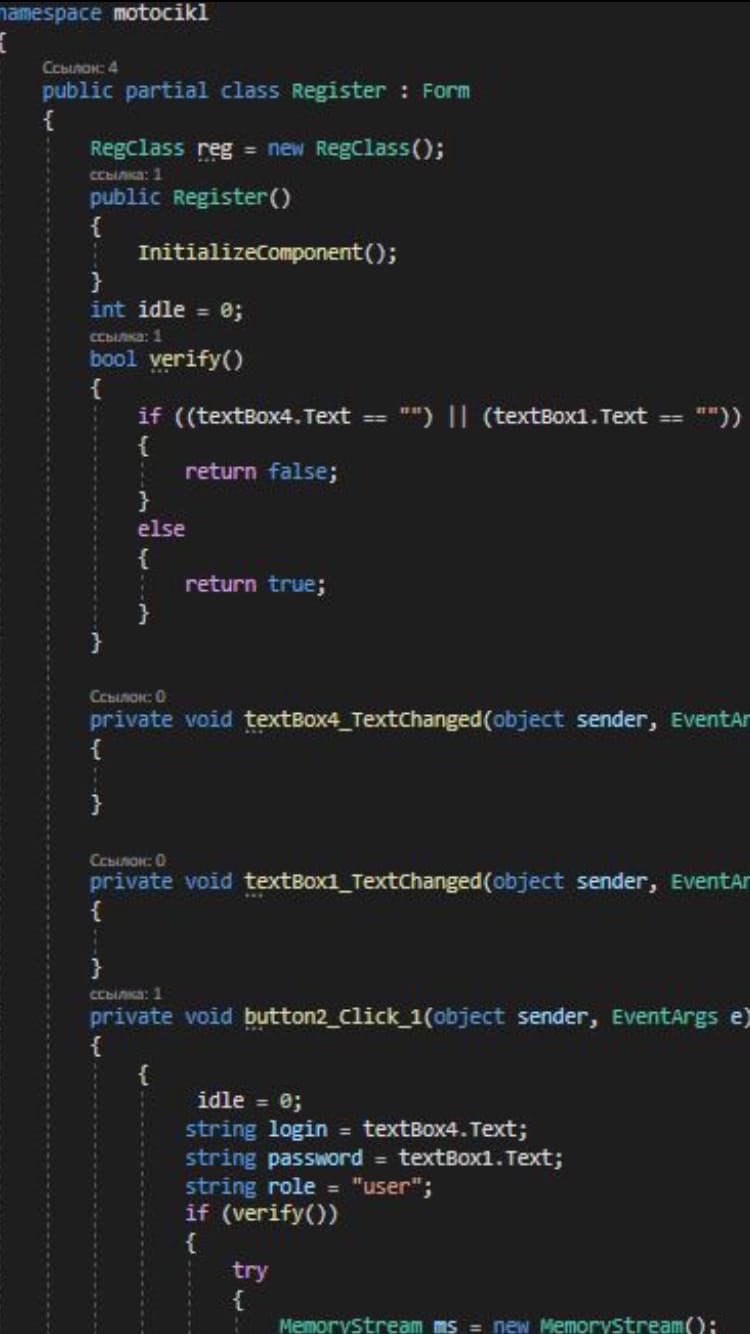 namespace motocikl
{
Ссылок: 4
public partial class Register : Form
{
RegClass reg = new RegClass();
ссылка: 1
public Register()
{
InitializeComponent();
}
int idle = 0;
ссылка: 1
bool verify()
{
if ((textBox4.Text == "") || (textBox1.Text == ""))
{
return false;
}
else
{
return true;
}
}
Ссылок: 0
private void textBox4_TextChanged(object sender, EventAr
{
}
Ссылок: 0
private void textBox1_TextChanged(object sender, EventAr
{
}
ссылка: 1
private void button2_Click_1(object sender, EventArgs e)
{
{
idle = 0;
string login = textBox4.Text;
string password = textBox1.Text;
string role = "user";
if (verify())
{
try
{
MemoryStream ms = new MemoryStream();